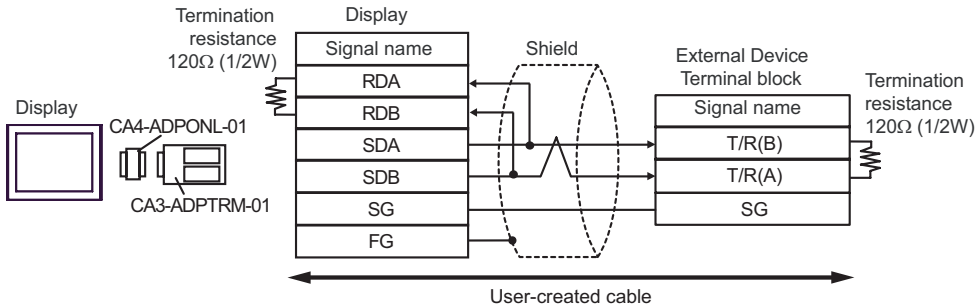 Display
CA4-ADPONL-01
CA3-ADPTRM-01
Termination
resistance
120Ω (1/2W)
Display
Signal name
RDA
RDB
SDA
SDB
SG
FG
Shield
External Device
Terminal block
Signal name
T/R(B)
T/R(A)
SG
Termination
resistance
120Ω (1/2W)
User-created cable